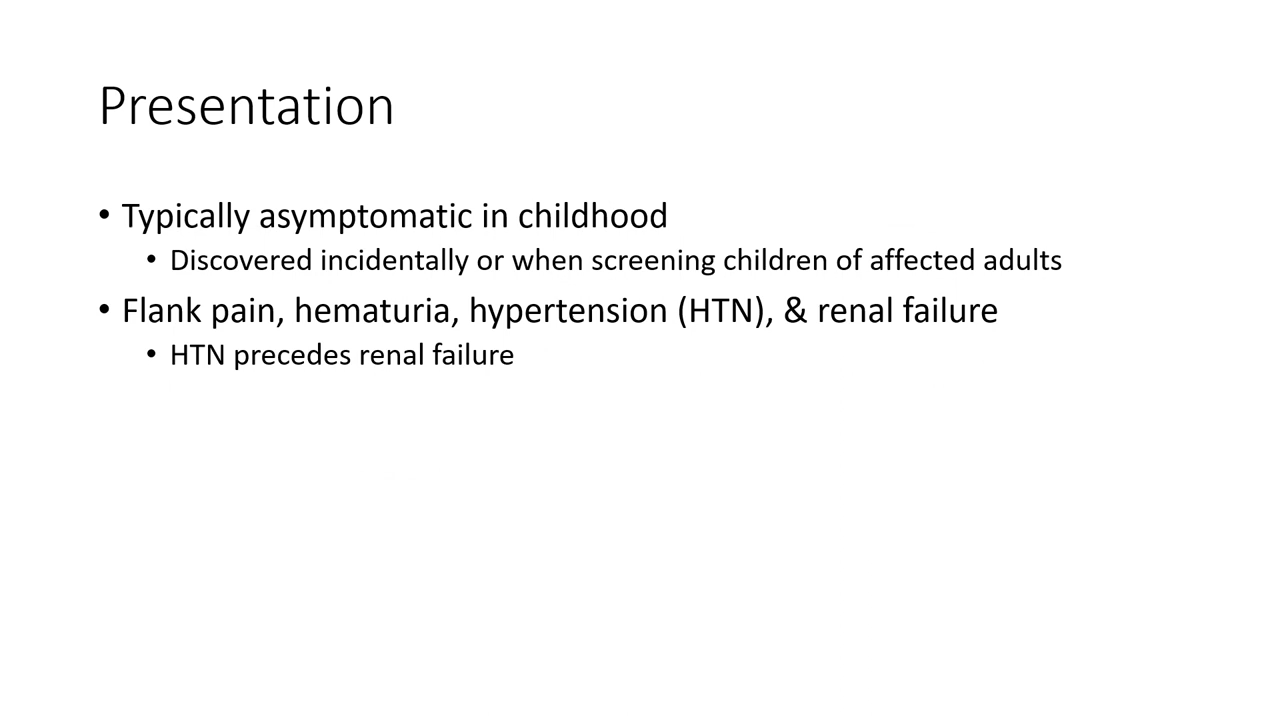 Presentation
• Typically asymptomatic in childhood
• Discovered incidentally or when screening children of affected adults
• Flank pain, hematuria, hypertension (HTN), & renal failure
• HTN precedes renal failure